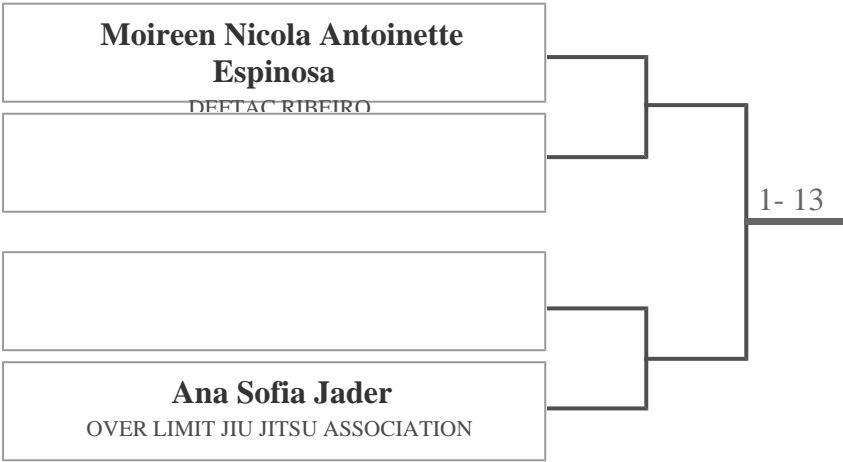 Moireen Nicola Antoinette
Espinosa
DEFTAC RIBEIRO
1- 13
Ana Sofia Jader
OVER LIMIT JIU JITSU ASSOCIATION